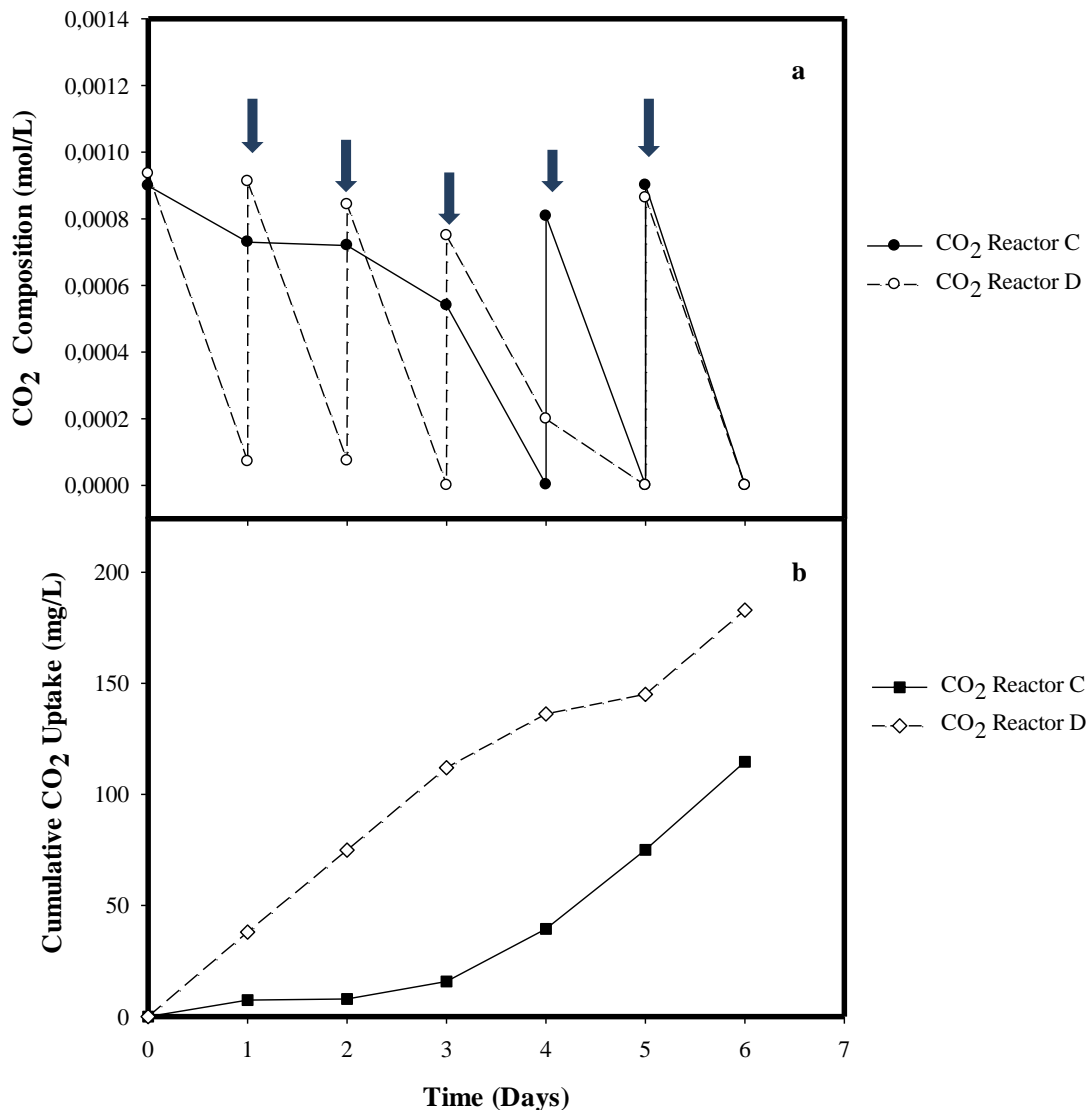 0,0014
0,0012
0,0010
0,0008
0,0006
0,0004
0,0002
0,0000
CO2 Composition (mol/L)
a
CO2 Reactor C
CO2 Reactor D
200
150
100
50
0
Cumulative CO2 Uptake (mg/L)
b
CO2 Reactor C
CO2 Reactor D
0 1 2 3 4 5 6 7
Time (Days)